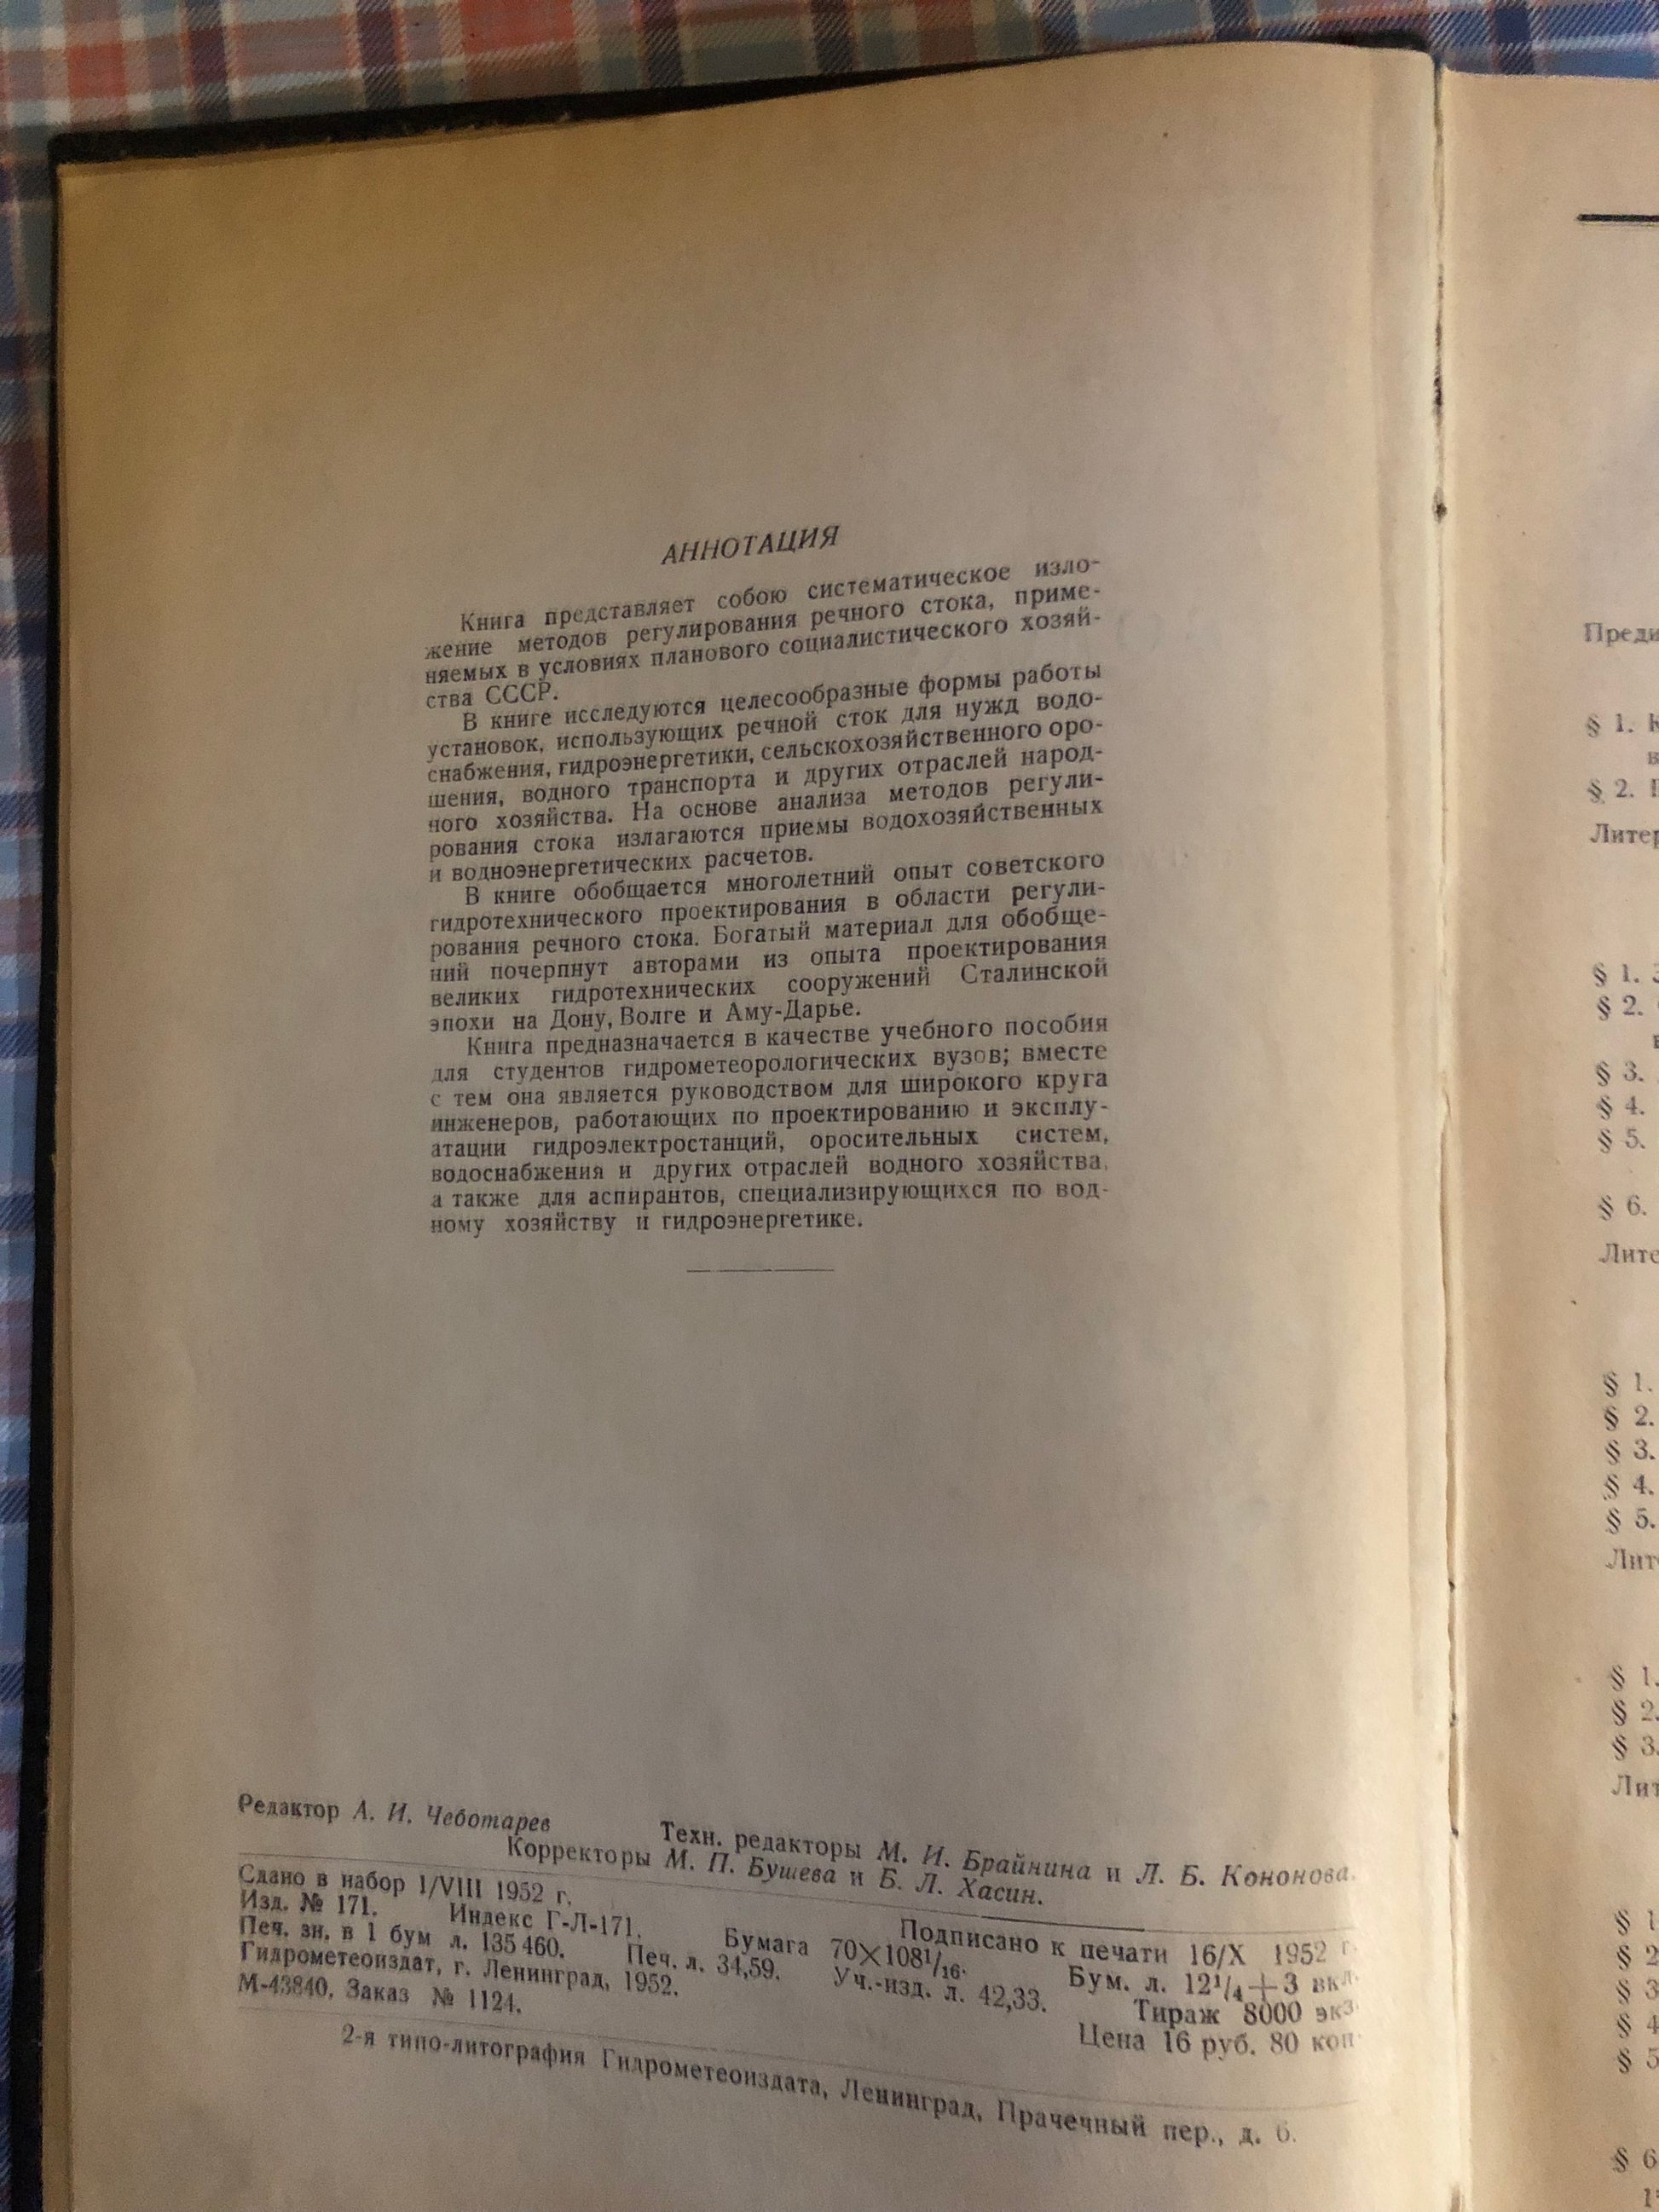 АННОТАЦИЯ
Книга представляет собою систематическое изло-
жение методов регулирования речного стока, приме-
няемых в условиях планового социалистического хозяй-
ства СССР.
В книге исследуются целесообразные формы работы
установок, использующих речной сток для нужд водо-
снабжения, гидроэнергетики, сельскохозяйственного оро-
шения, водного транспорта и других отраслей народ-
ного хозяйства. На основе анализа методов регули-
рования стока излагаются приемы водохозяйственных
и водноэнергетических расчетов.
В книге обобщается многолетний опыт советского
гидротехнического проектирования в области регули-
рования речного стока. Богатый материал для обобще-
ний почерпнут авторами из опыта проектирования
великих гидротехнических сооружений Сталинской
эпохи на Дону, Волге и Аму-Дарье.
Книга предназначается в качестве учебного пособия
для студентов гидрометеорологических вузов; вместе
с тем она является руководством для широкого круга
инженеров, работающих по проектированию и эксплу-
атации гидроэлектростанций, оросительных систем,
водоснабжения и других отраслей водного хозяйства,
а также для аспирантов, специализирующихся по вод-
ному хозяйству и гидроэнергетике.
Редактор А. И. Чеботарев Техн. редакторы М. И. Брайнина и Л. Б. Кононова.
Корректоры М. П. Бушева и Б. Л. Хасин.
Сдано в набор 1/VIII 1952 г. Подписано к печати 16/X 1952 г.
Изд. № 171. Индекс Г-Л-171. Бумага 70×108 1/16. Бум. л. 12 1/4+3 вкл.
Печ. зн. в 1 бум л. 135 460. Печ. л. 34,59. Уч.-изд. л. 42,33. Тираж 8000 экз.
Гидрометеоиздат, г. Ленинград, 1952.
М-43840. Заказ № 1124. Цена 16 руб. 80 коп.
2-я типо-литография Гидрометеоиздата, Ленинград, Прачечный пер., д. 6.
§ 1.
§ 2.
§ 1.
§ 2.
§ 3.
§ 4.
§ 5.
§ 6.
§ 1.
§ 2.
§ 3.
§ 4.
§ 5.
§ 1.
§ 2.
§ 3.
§ 1
§ 2
§ 3
§ 4
§ 5
§ 6